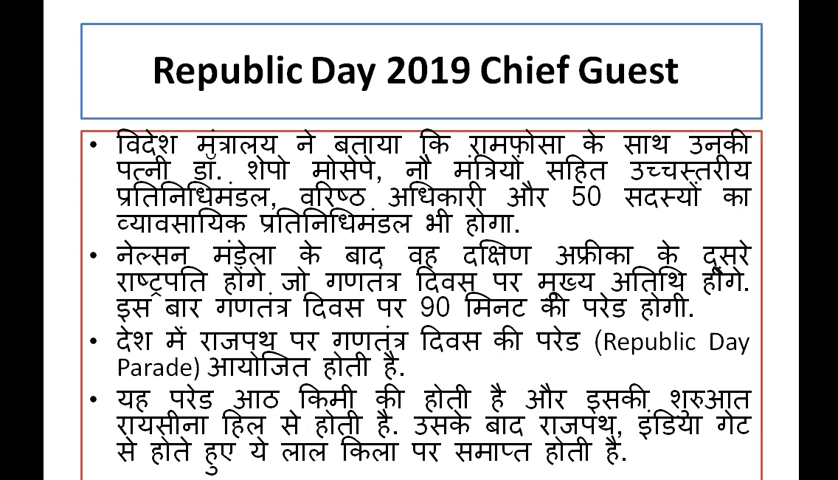 Republic Day 2019 Chief Guest
• विदेश मंत्रालय ने बताया कि रामफोसा के साथ उनकी
पत्नी डॉ. शेपो मोसेपे, नौ मंत्रियों सहित उच्चस्तरीय
प्रतिनिधिमंडल, वरिष्ठ अधिकारी और 50 सदस्यों का
व्यावसायिक प्रतिनिधिमंडल भी होगा.
• नेल्सन मंडेला के बाद वह दक्षिण अफ्रीका के दूसरे
राष्ट्रपति होंगे जो गणतंत्र दिवस पर मुख्य अतिथि होंगे.
इस बार गणतंत्र दिवस पर 90 मिनट की परेड होगी.
• देश में राजपथ पर गणतंत्र दिवस की परेड (Republic Day
Parade) आयोजित होती है.
• यह परेड आठ किमी की होती है और इसकी शुरुआत
रायसीना हिल से होती है. उसके बाद राजपथ, इंडिया गेट
से होते हुए ये लाल किला पर समाप्त होती है.